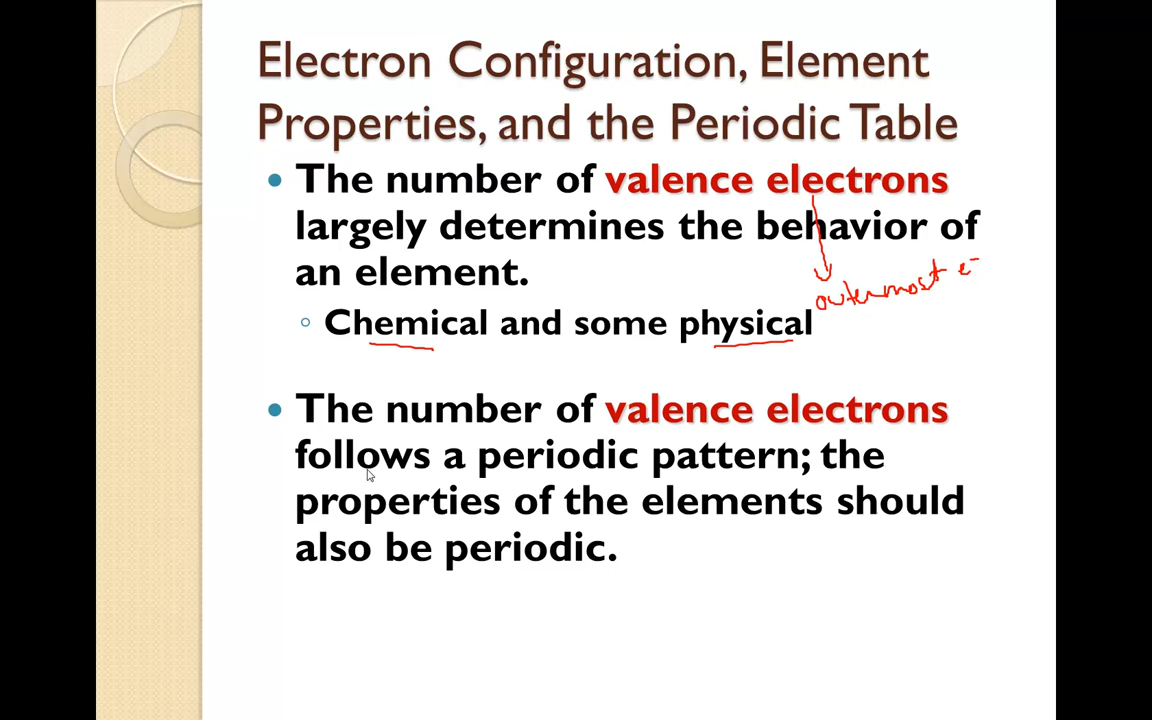 Electron Configuration, Element
Properties, and the Periodic Table
• The number of valence electrons
largely determines the behavior of
an element.
outermost e⁻
◦ Chemical and some physical
• The number of valence electrons
follows a periodic pattern; the
properties of the elements should
also be periodic.